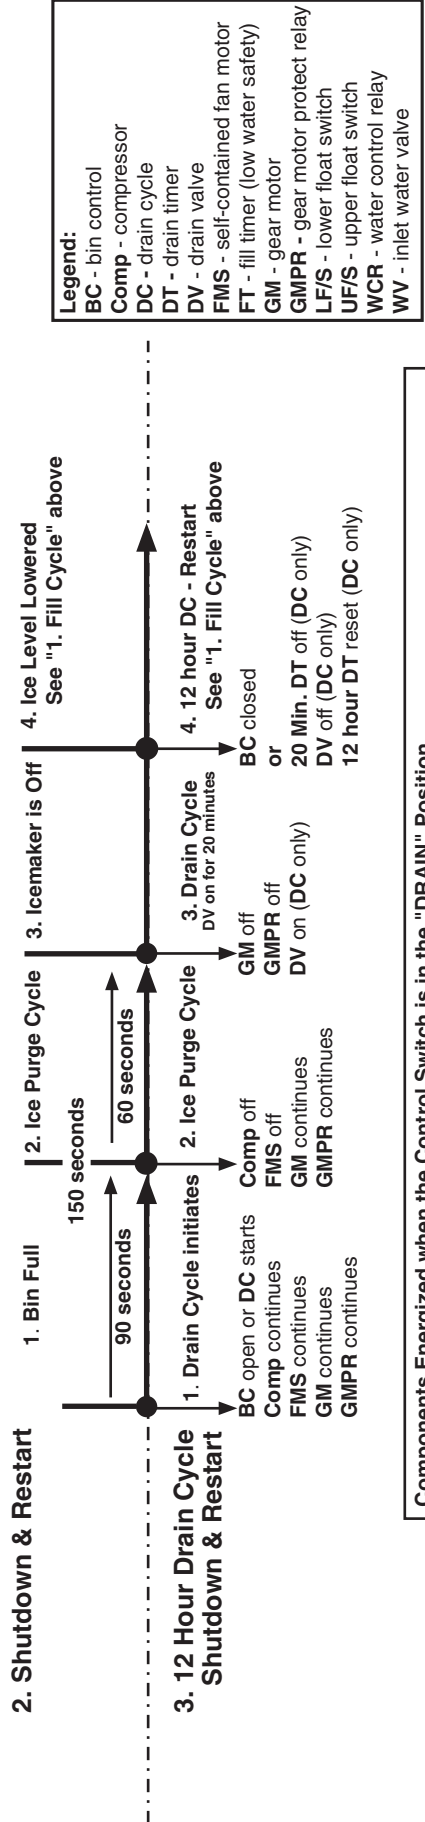 2. Shutdown & Restart
1. Bin Full
2. Ice Purge Cycle
3. Icemaker is Off
4. Ice Level Lowered
See "1. Fill Cycle" above
150 seconds
90 seconds
60 seconds
3. 12 Hour Drain Cycle
Shutdown & Restart
1. Drain Cycle initiates
2. Ice Purge Cycle
3. Drain Cycle
DV on for 20 minutes
4. 12 hour DC - Restart
See "1. Fill Cycle" above
BC open or DC starts
Comp continues
FMS continues
GM continues
GMPR continues
Comp off
FMS off
GM continues
GMPR continues
GM off
GMPR off
DV on (DC only)
BC closed
or
20 Min. DT off (DC only)
DV off (DC only)
12 hour DT reset (DC only)
Legend:
BC - bin control
Comp - compressor
DC - drain cycle
DT - drain timer
DV - drain valve
FMS - self-contained fan motor
FT - fill timer (low water safety)
GM - gear motor
GMPR - gear motor protect relay
LF/S - lower float switch
UF/S - upper float switch
WCR - water control relay
WV - inlet water valve
Components Energized when the Control Switch is in the "DRAIN" Position